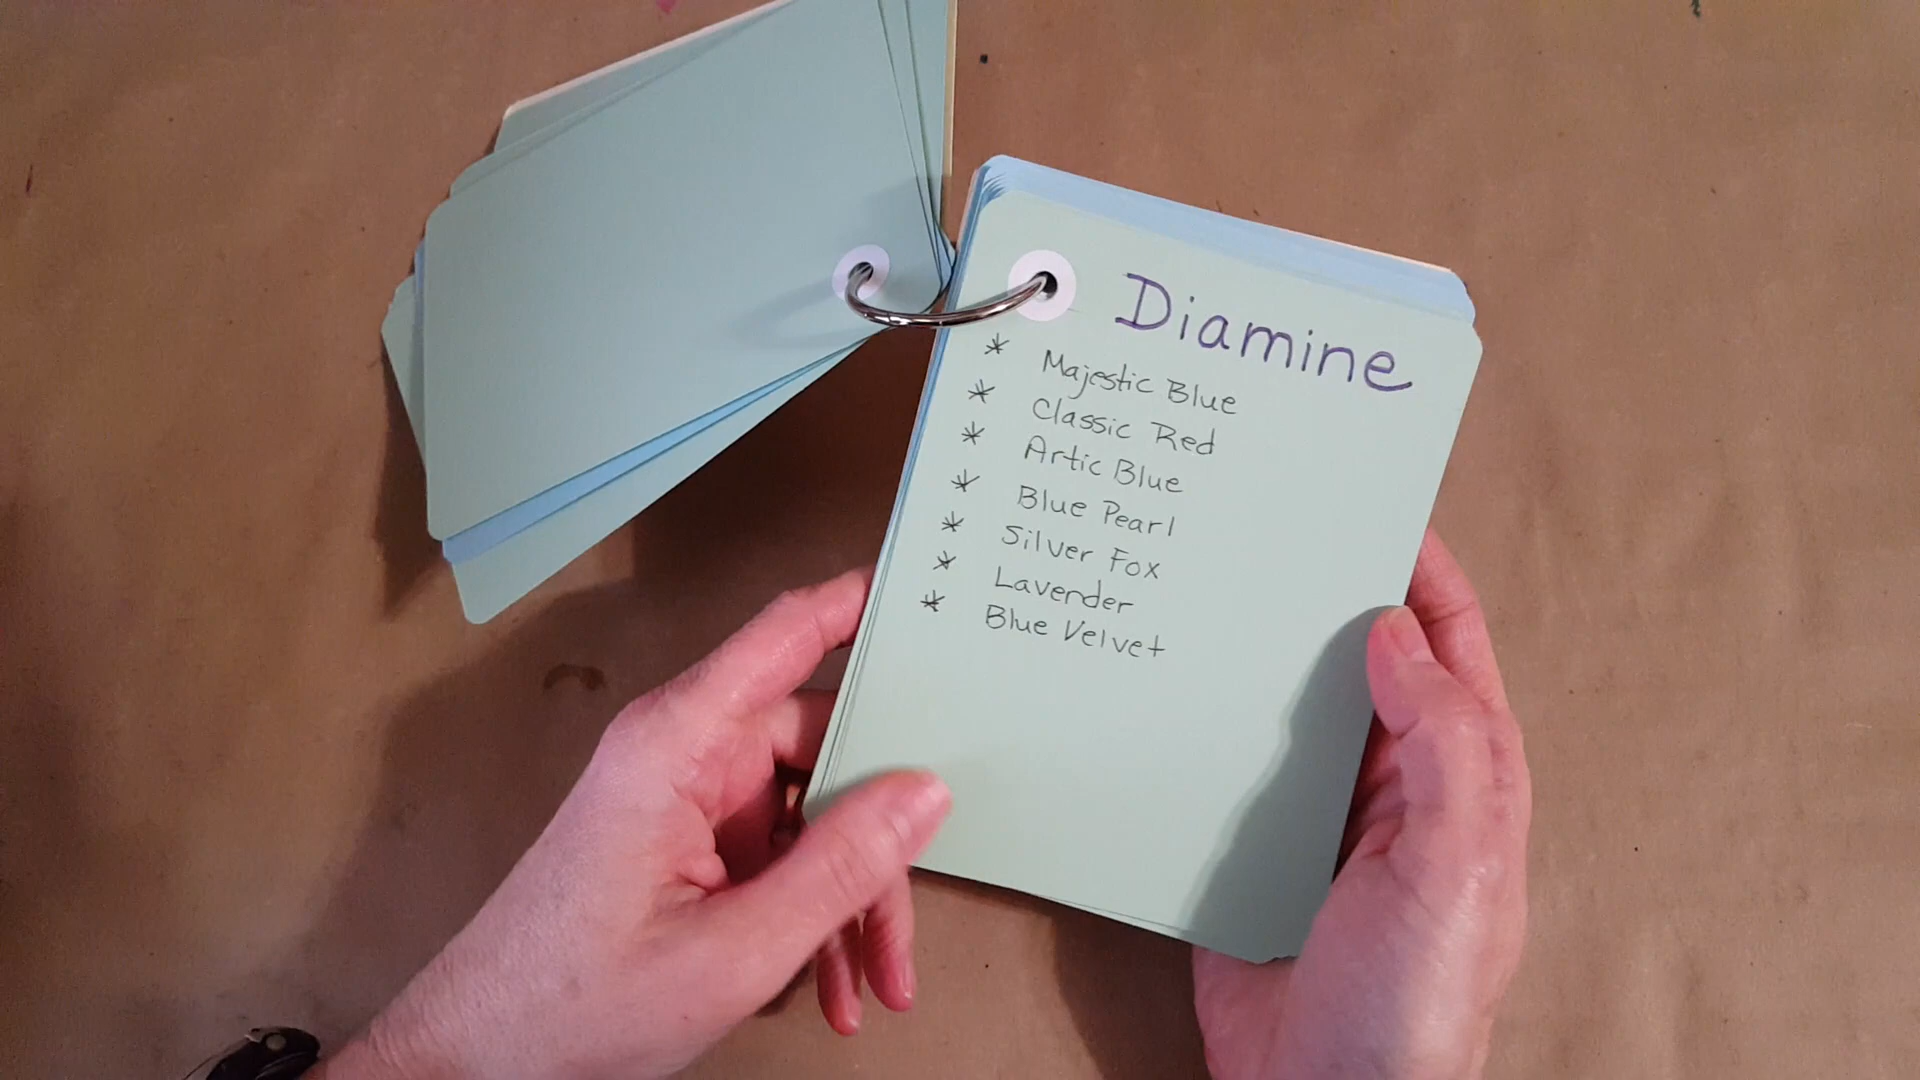 Diamine
* Majestic Blue
* Classic Red
* Artic Blue
* Blue Pearl
* Silver Fox
* Lavender
* Blue Velvet